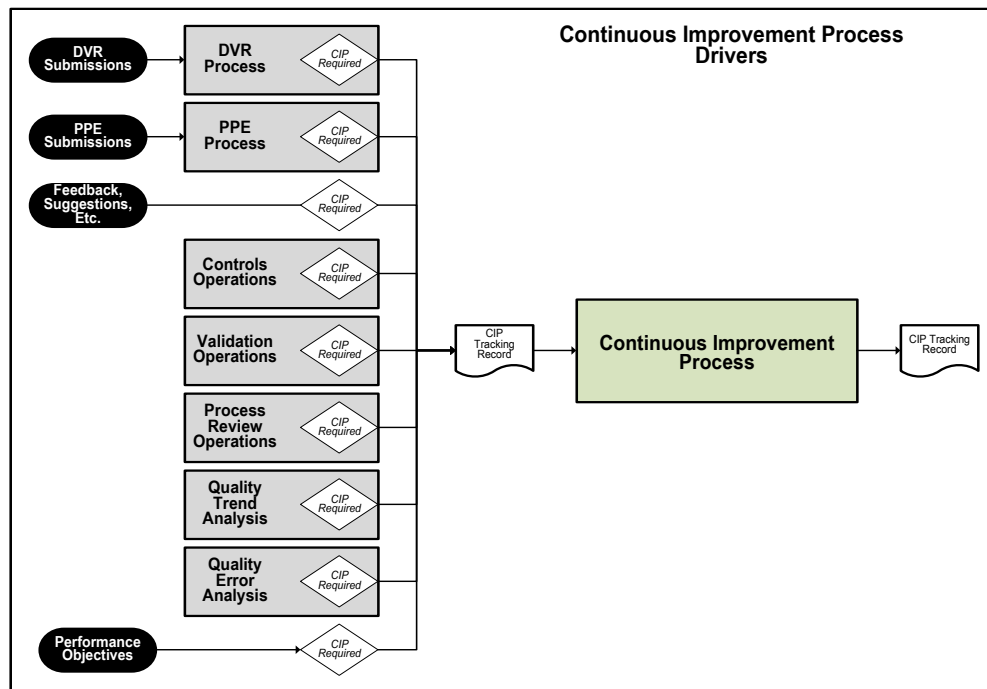 Continuous Improvement Process
Drivers
DVR
Submissions
DVR
Process
CIP
Required
PPE
Submissions
PPE
Process
CIP
Required
Feedback,
Suggestions,
Etc.
CIP
Required
Controls
Operations
CIP
Required
Validation
Operations
CIP
Required
CIP
Tracking
Record
Continuous Improvement
Process
CIP Tracking
Record
Process
Review
Operations
CIP
Required
Quality
Trend
Analysis
CIP
Required
Quality
Error
Analysis
CIP
Required
Performance
Objectives
CIP
Required